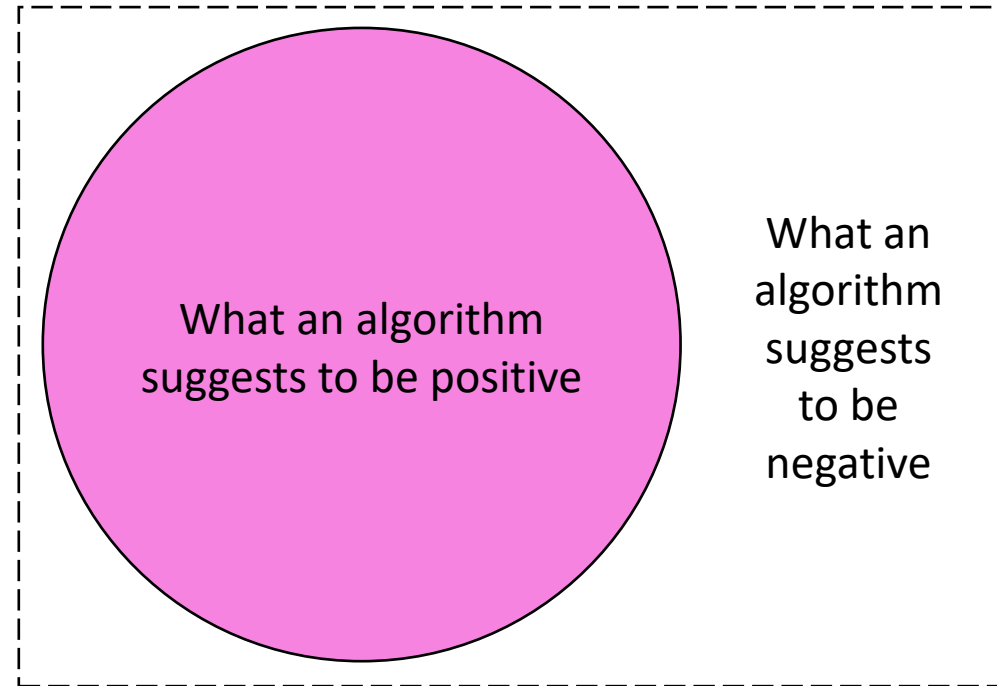 What an algorithm
suggests to be positive
What an
algorithm
suggests
to be
negative